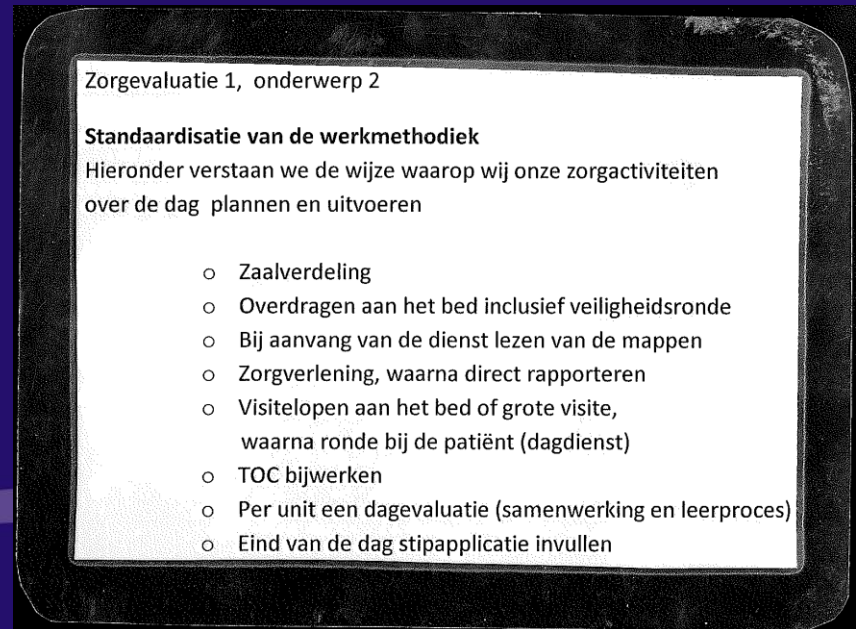 Zorgevaluatie 1, onderwerp 2
Standaardisatie van de werkmethodiek
Hieronder verstaan we de wijze waarop wij onze zorgactiviteiten
over de dag plannen en uitvoeren
o Zaalverdeling
o Overdragen aan het bed inclusief veiligheidsronde
o Bij aanvang van de dienst lezen van de mappen
o Zorgverlening, waarna direct rapporteren
o Visitelopen aan het bed of grote visite,
waarna ronde bij de patiënt (dagdienst)
o TOC bijwerken
o Per unit een dagevaluatie (samenwerking en leerproces)
o Eind van de dag stipapplicatie invullen